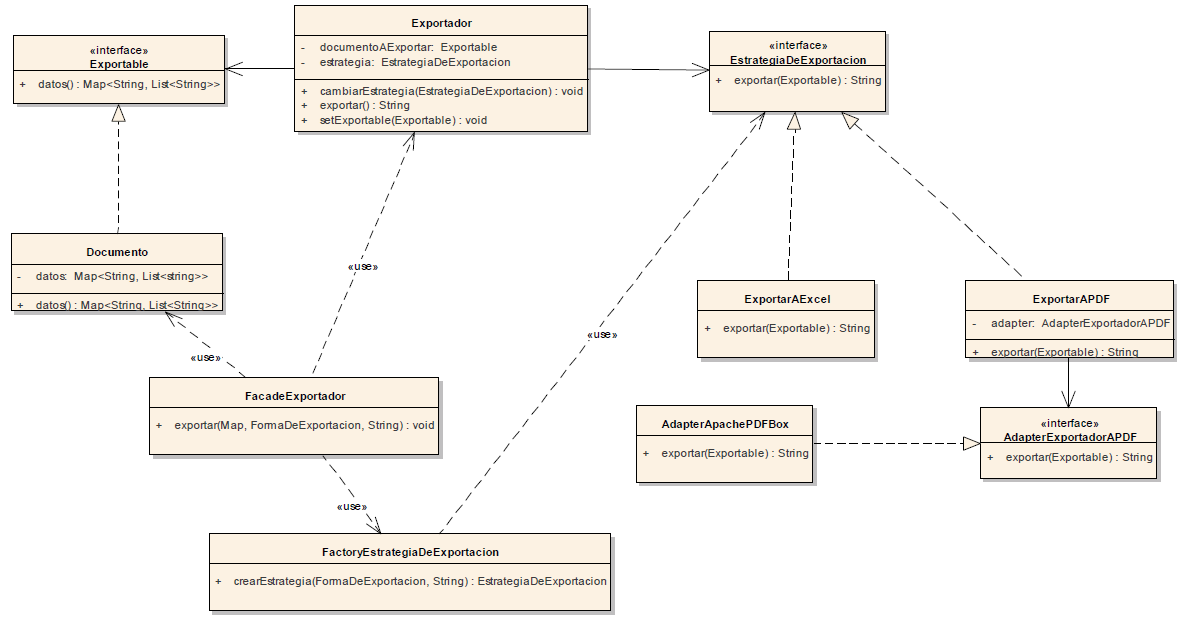 «interface»
Exportable
+ datos() : Map<String, List<String>>
Exportador
- documentoAExportar: Exportable
- estrategia: EstrategiaDeExportacion
+ cambiarEstrategia(EstrategiaDeExportacion) : void
+ exportar() : String
+ setExportable(Exportable) : void
«interface»
EstrategiaDeExportacion
+ exportar(Exportable) : String
Documento
- datos: Map<String, List<string>>
+ datos() : Map<String, List<String>>
«use»
«use»
«use»
ExportarAExcel
+ exportar(Exportable) : String
ExportarAPDF
- adapter: AdapterExportadorAPDF
+ exportar(Exportable) : String
FacadeExportador
+ exportar(Map, FormaDeExportacion, String) : void
AdapterApachePDFBox
+ exportar(Exportable) : String
«interface»
AdapterExportadorAPDF
+ exportar(Exportable) : String
«use»
FactoryEstrategiaDeExportacion
+ crearEstrategia(FormaDeExportacion, String) : EstrategiaDeExportacion